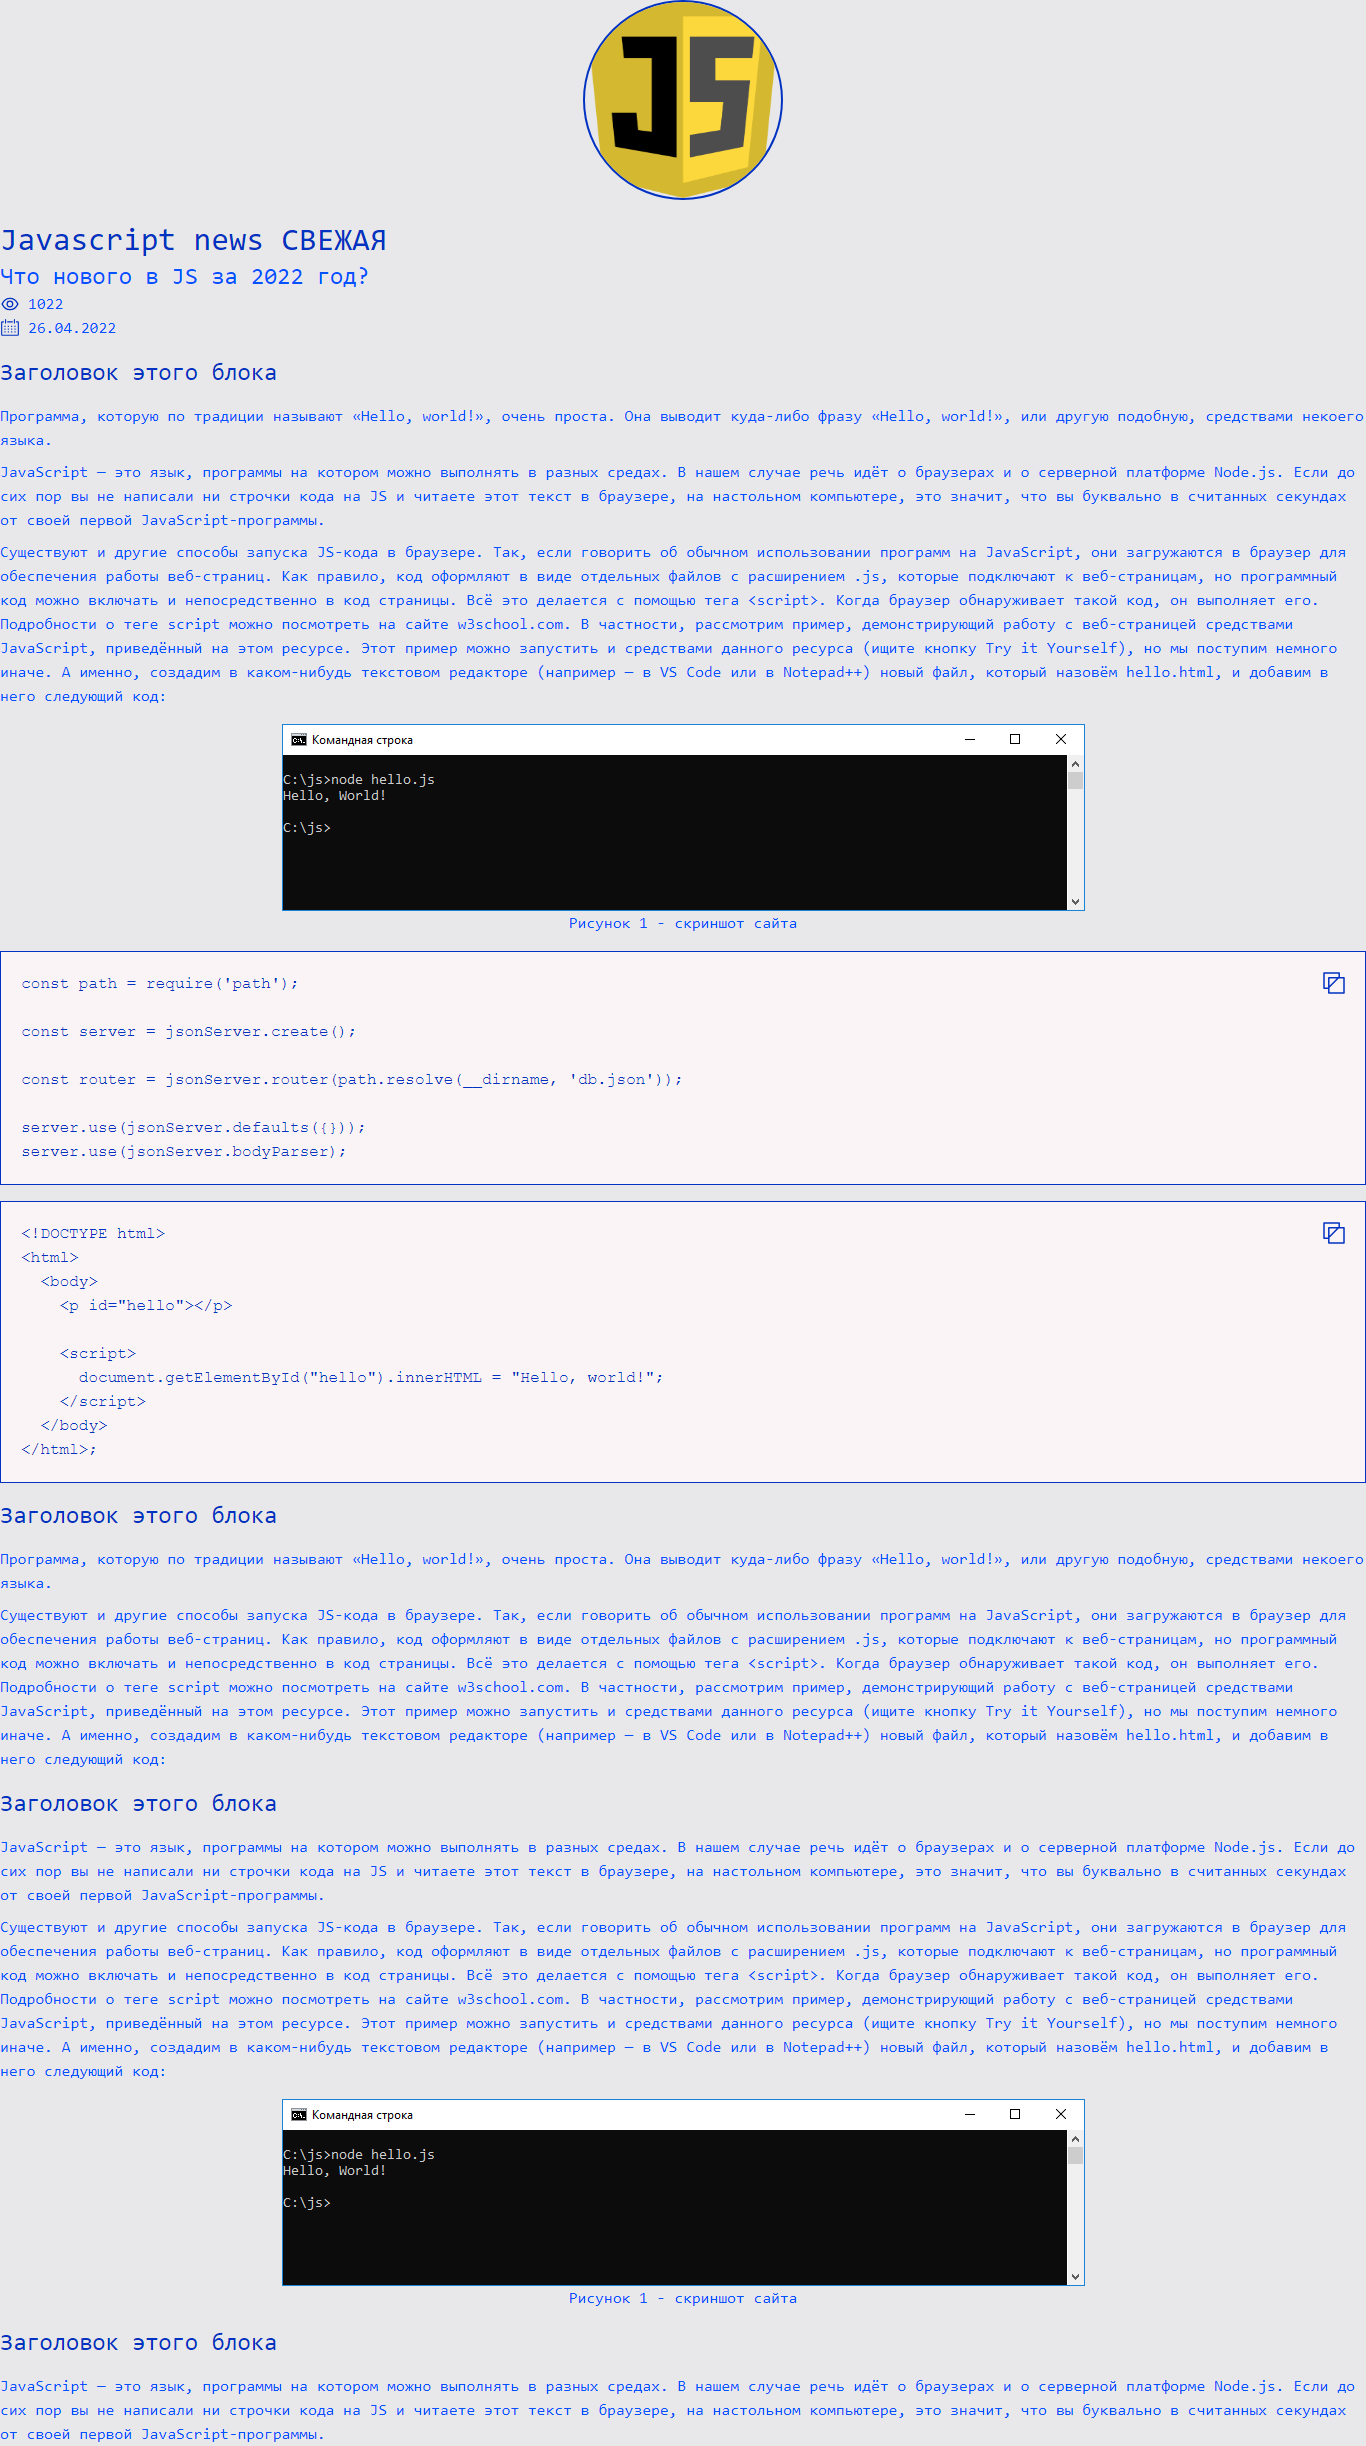 JS
Javascript news СВЕЖАЯ
Что нового в JS за 2022 год?
1022
26.04.2022
Заголовок этого блока
Программа, которую по традиции называют «Hello, world!», очень проста. Она выводит куда-либо фразу «Hello, world!», или другую подобную, средствами некоего
языка.
JavaScript — это язык, программы на котором можно выполнять в разных средах. В нашем случае речь идёт о браузерах и о серверной платформе Node.js. Если до
сих пор вы не написали ни строчки кода на JS и читаете этот текст в браузере, на настольном компьютере, это значит, что вы буквально в считанных секундах
от своей первой JavaScript-программы.
Существуют и другие способы запуска JS-кода в браузере. Так, если говорить об обычном использовании программ на JavaScript, они загружаются в браузер для
обеспечения работы веб-страниц. Как правило, код оформляют в виде отдельных файлов с расширением .js, которые подключают к веб-страницам, но программный
код можно включать и непосредственно в код страницы. Всё это делается с помощью тега <script>. Когда браузер обнаруживает такой код, он выполняет его.
Подробности о теге script можно посмотреть на сайте w3school.com. В частности, рассмотрим пример, демонстрирующий работу с веб-страницей средствами
JavaScript, приведённый на этом ресурсе. Этот пример можно запустить и средствами данного ресурса (ищите кнопку Try it Yourself), но мы поступим немного
иначе. А именно, создадим в каком-нибудь текстовом редакторе (например — в VS Code или в Notepad++) новый файл, который назовём hello.html, и добавим в
него следующий код:
Командная строка
C:\js>node hello.js
Hello, World!
C:\js>
Рисунок 1 - скриншот сайта
const path = require('path');
const server = jsonServer.create();
const router = jsonServer.router(path.resolve(__dirname, 'db.json'));
server.use(jsonServer.defaults({}));
server.use(jsonServer.bodyParser);
<!DOCTYPE html>
<html>
  <body>
    <p id="hello"></p>
    <script>
      document.getElementById("hello").innerHTML = "Hello, world!";
    </script>
  </body>
</html>;
Заголовок этого блока
Программа, которую по традиции называют «Hello, world!», очень проста. Она выводит куда-либо фразу «Hello, world!», или другую подобную, средствами некоего
языка.
Существуют и другие способы запуска JS-кода в браузере. Так, если говорить об обычном использовании программ на JavaScript, они загружаются в браузер для
обеспечения работы веб-страниц. Как правило, код оформляют в виде отдельных файлов с расширением .js, которые подключают к веб-страницам, но программный
код можно включать и непосредственно в код страницы. Всё это делается с помощью тега <script>. Когда браузер обнаруживает такой код, он выполняет его.
Подробности о теге script можно посмотреть на сайте w3school.com. В частности, рассмотрим пример, демонстрирующий работу с веб-страницей средствами
JavaScript, приведённый на этом ресурсе. Этот пример можно запустить и средствами данного ресурса (ищите кнопку Try it Yourself), но мы поступим немного
иначе. А именно, создадим в каком-нибудь текстовом редакторе (например — в VS Code или в Notepad++) новый файл, который назовём hello.html, и добавим в
него следующий код:
Заголовок этого блока
JavaScript — это язык, программы на котором можно выполнять в разных средах. В нашем случае речь идёт о браузерах и о серверной платформе Node.js. Если до
сих пор вы не написали ни строчки кода на JS и читаете этот текст в браузере, на настольном компьютере, это значит, что вы буквально в считанных секундах
от своей первой JavaScript-программы.
Существуют и другие способы запуска JS-кода в браузере. Так, если говорить об обычном использовании программ на JavaScript, они загружаются в браузер для
обеспечения работы веб-страниц. Как правило, код оформляют в виде отдельных файлов с расширением .js, которые подключают к веб-страницам, но программный
код можно включать и непосредственно в код страницы. Всё это делается с помощью тега <script>. Когда браузер обнаруживает такой код, он выполняет его.
Подробности о теге script можно посмотреть на сайте w3school.com. В частности, рассмотрим пример, демонстрирующий работу с веб-страницей средствами
JavaScript, приведённый на этом ресурсе. Этот пример можно запустить и средствами данного ресурса (ищите кнопку Try it Yourself), но мы поступим немного
иначе. А именно, создадим в каком-нибудь текстовом редакторе (например — в VS Code или в Notepad++) новый файл, который назовём hello.html, и добавим в
него следующий код:
Командная строка
C:\js>node hello.js
Hello, World!
C:\js>
Рисунок 1 - скриншот сайта
Заголовок этого блока
JavaScript — это язык, программы на котором можно выполнять в разных средах. В нашем случае речь идёт о браузерах и о серверной платформе Node.js. Если до
сих пор вы не написали ни строчки кода на JS и читаете этот текст в браузере, на настольном компьютере, это значит, что вы буквально в считанных секундах
от своей первой JavaScript-программы.